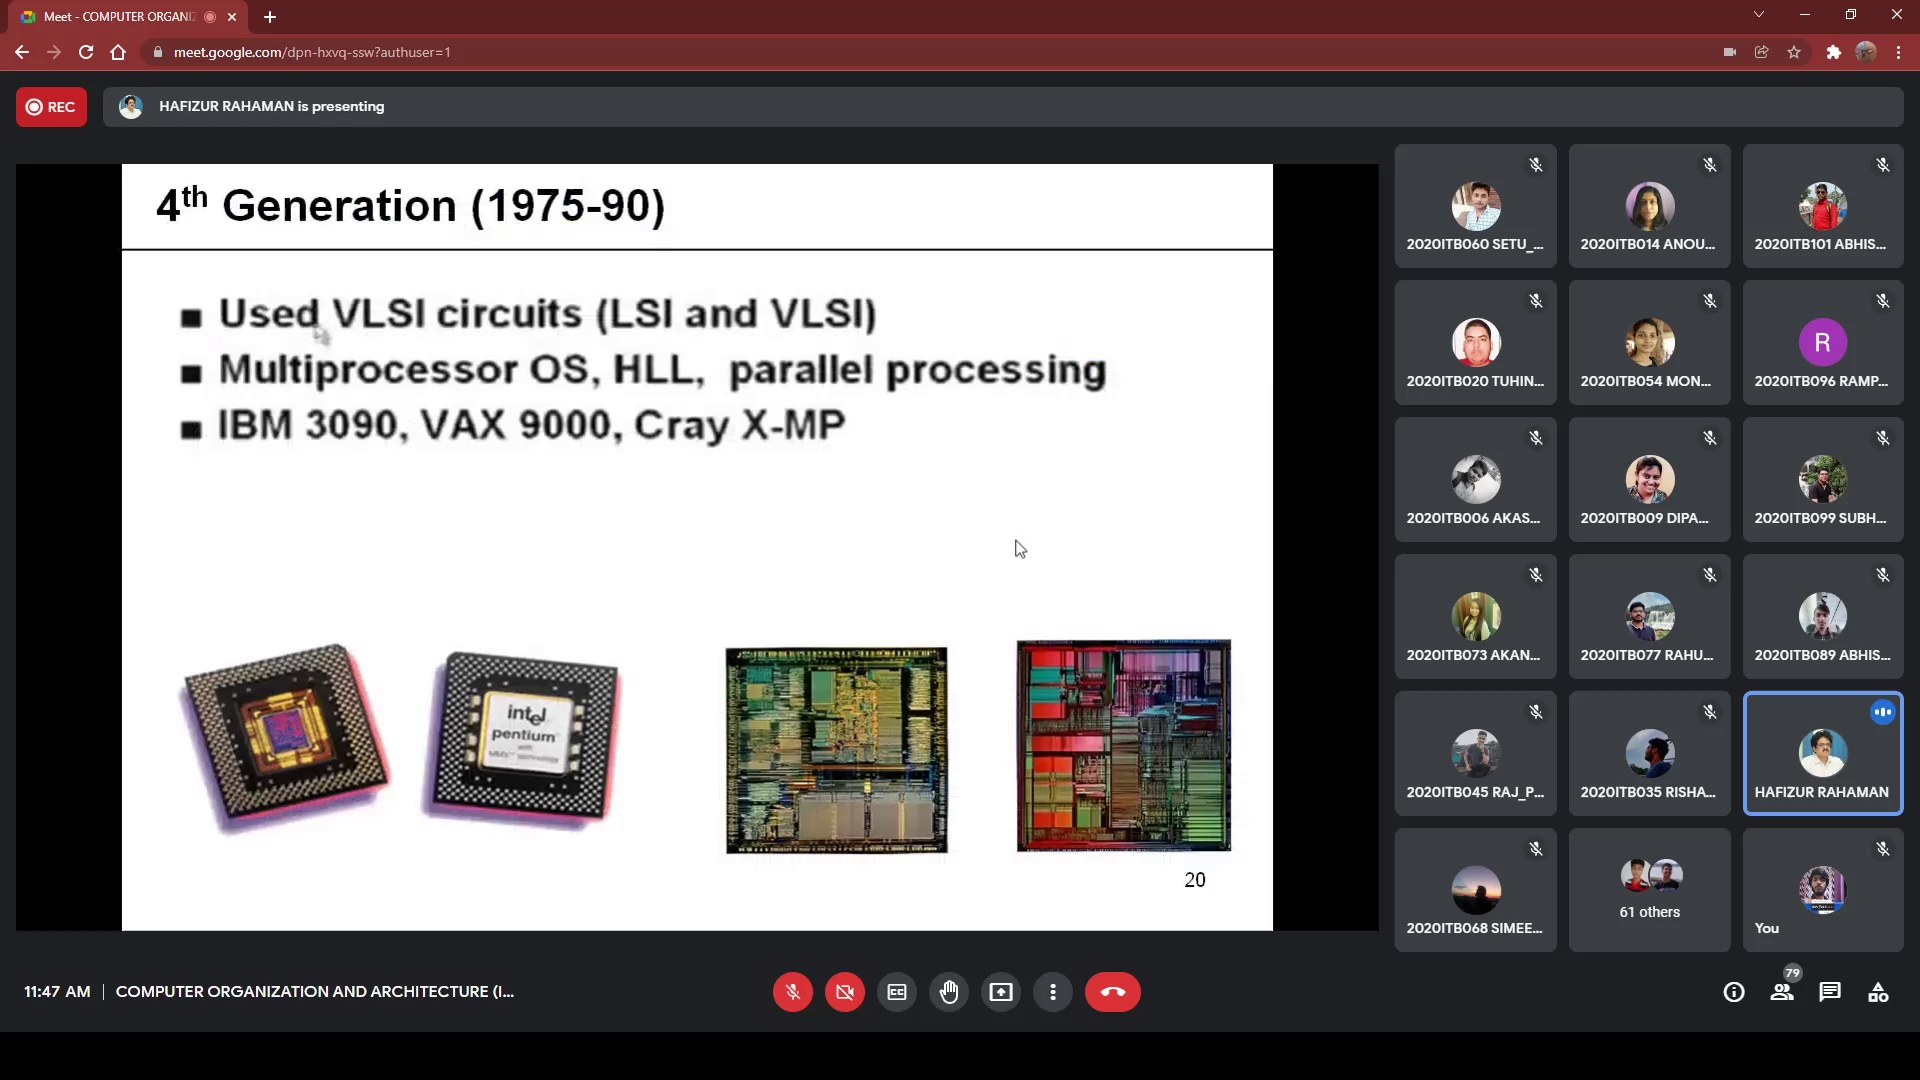 Meet - COMPUTER ORGANIZ
meet.google.com/dpn-hxvq-ssw?authuser=1
REC
HAFIZUR RAHAMAN is presenting
4th Generation (1975-90)
Used VLSI circuits (LSI and VLSI)
Multiprocessor OS, HLL, parallel processing
IBM 3090, VAX 9000, Cray X-MP
intel
pentium
with
20
2020ITB060 SETU_...
2020ITB014 ANOU...
2020ITB101 ABHIS...
2020ITB020 TUHIN...
2020ITB054 MON...
R
2020ITB096 RAMP...
2020ITB006 AKAS...
2020ITB009 DIPA...
2020ITB099 SUBH...
2020ITB073 AKAN...
2020ITB077 RAHU...
2020ITB089 ABHIS...
2020ITB045 RAJ_P...
2020ITB035 RISHA...
HAFIZUR RAHAMAN
2020ITB068 SIMEE...
61 others
You
11:47 AM | COMPUTER ORGANIZATION AND ARCHITECTURE (I...
79